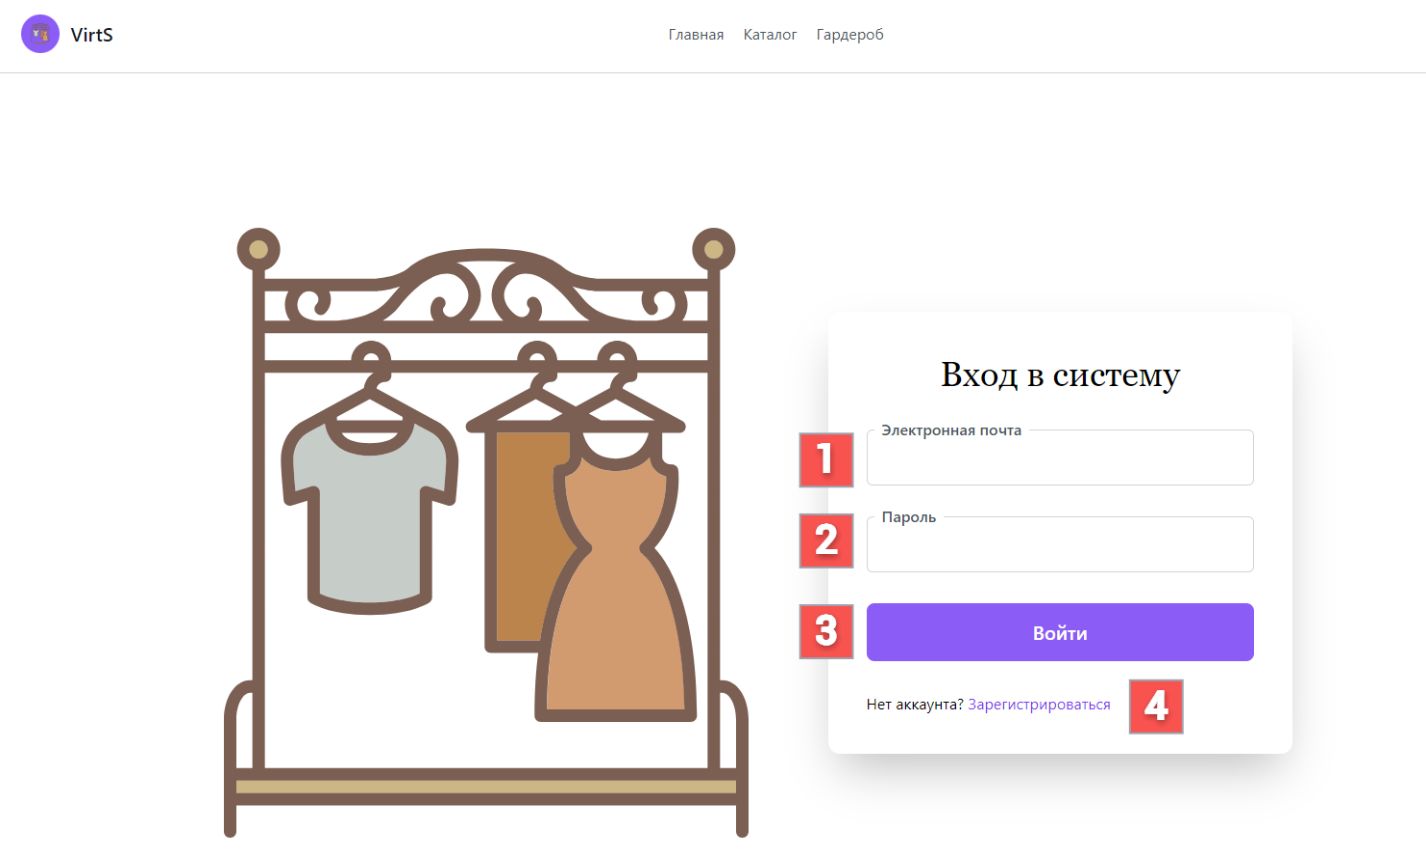 VirtS
Главная Каталог Гардероб
Вход в систему
Электронная почта
1
Пароль
2
3
Войти
Нет аккаунта? Зарегистрироваться
4